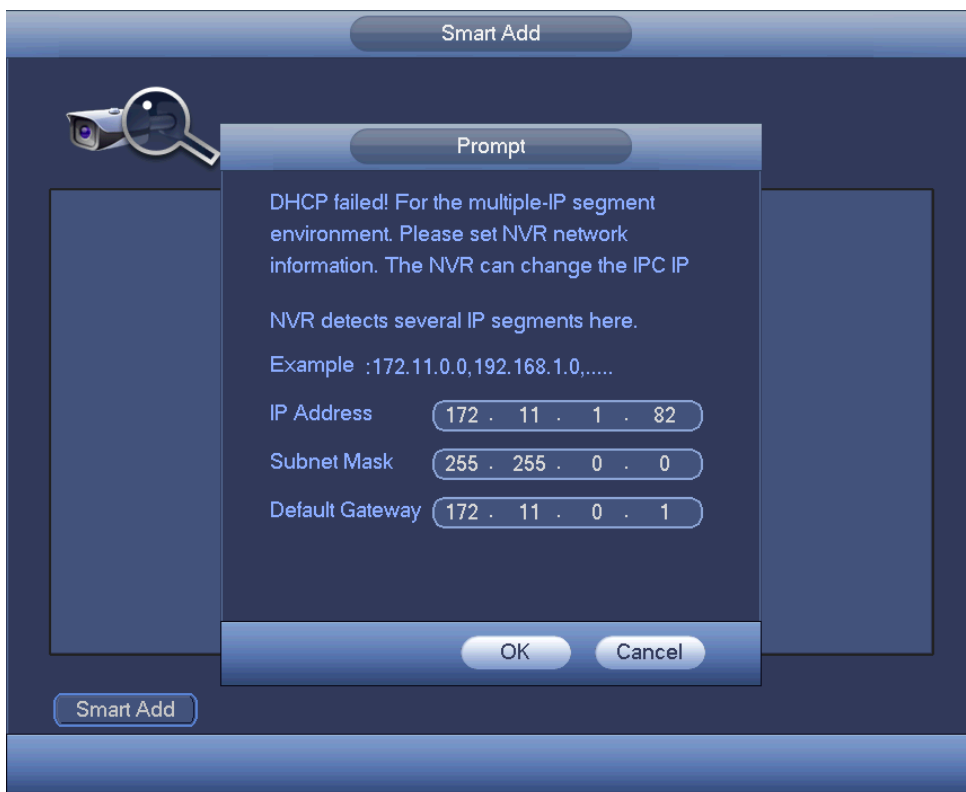 Smart Add
Prompt
DHCP failed! For the multiple-IP segment
environment. Please set NVR network
information. The NVR can change the IPC IP
NVR detects several IP segments here.
Example :172.11.0.0,192.168.1.0,.....
IP Address 172 . 11 . 1 . 82
Subnet Mask 255 . 255 . 0 . 0
Default Gateway 172 . 11 . 0 . 1
OK Cancel
Smart Add